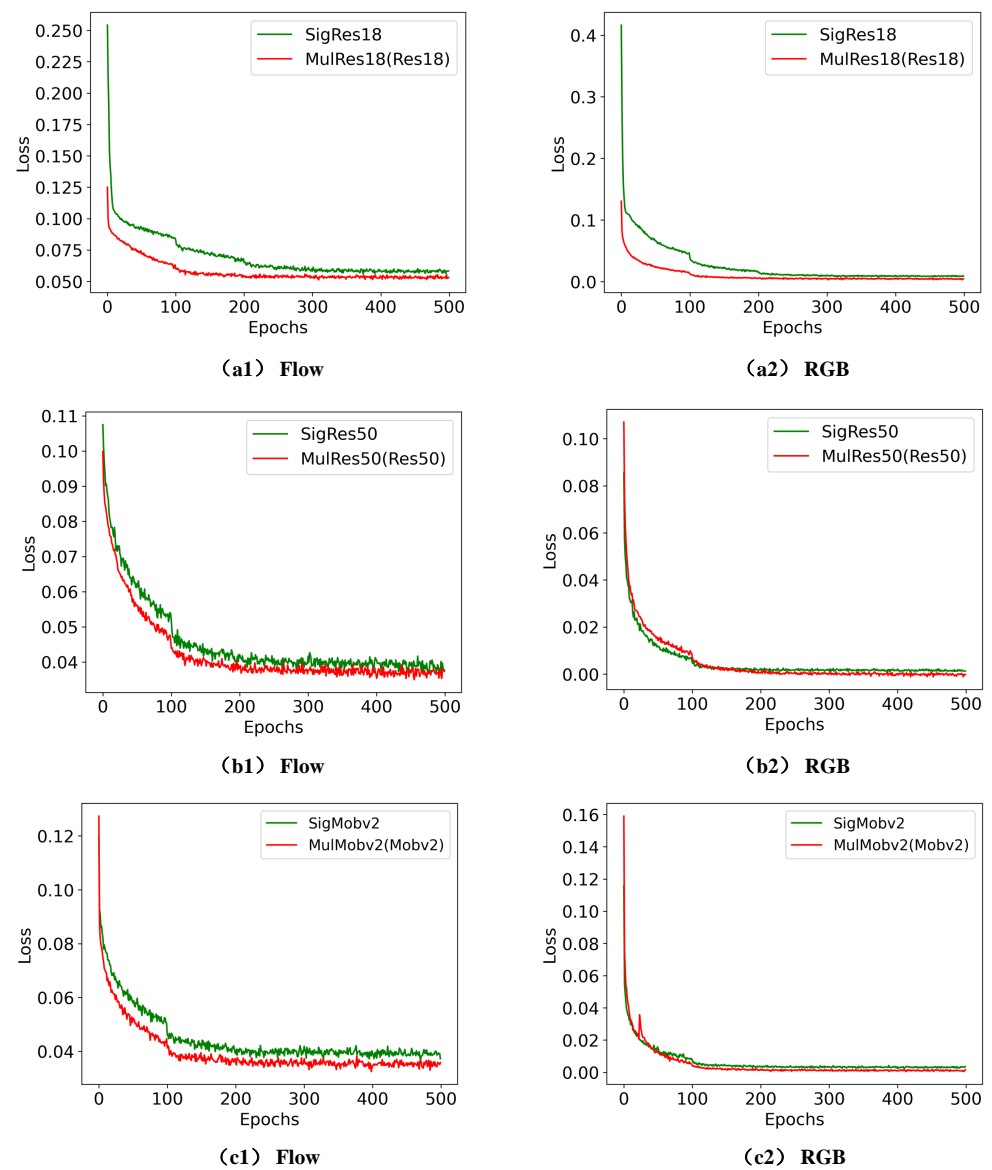 0.250
0.225
0.200
0.175
0.150
0.125
0.100
0.075
0.050
Loss
SigRes18
MulRes18(Res18)
0 100 200 300 400 500
Epochs
（a1） Flow
0.4
0.3
0.2
0.1
0.0
Loss
SigRes18
MulRes18(Res18)
0 100 200 300 400 500
Epochs
（a2） RGB
0.11
0.10
0.09
0.08
0.07
0.06
0.05
0.04
Loss
SigRes50
MulRes50(Res50)
0 100 200 300 400 500
Epochs
（b1） Flow
0.10
0.08
0.06
0.04
0.02
0.00
Loss
SigRes50
MulRes50(Res50)
0 100 200 300 400 500
Epochs
（b2） RGB
0.12
0.10
0.08
0.06
0.04
Loss
SigMobv2
MulMobv2(Mobv2)
0 100 200 300 400 500
Epochs
（c1） Flow
0.16
0.14
0.12
0.10
0.08
0.06
0.04
0.02
0.00
Loss
SigMobv2
MulMobv2(Mobv2)
0 100 200 300 400 500
Epochs
（c2） RGB